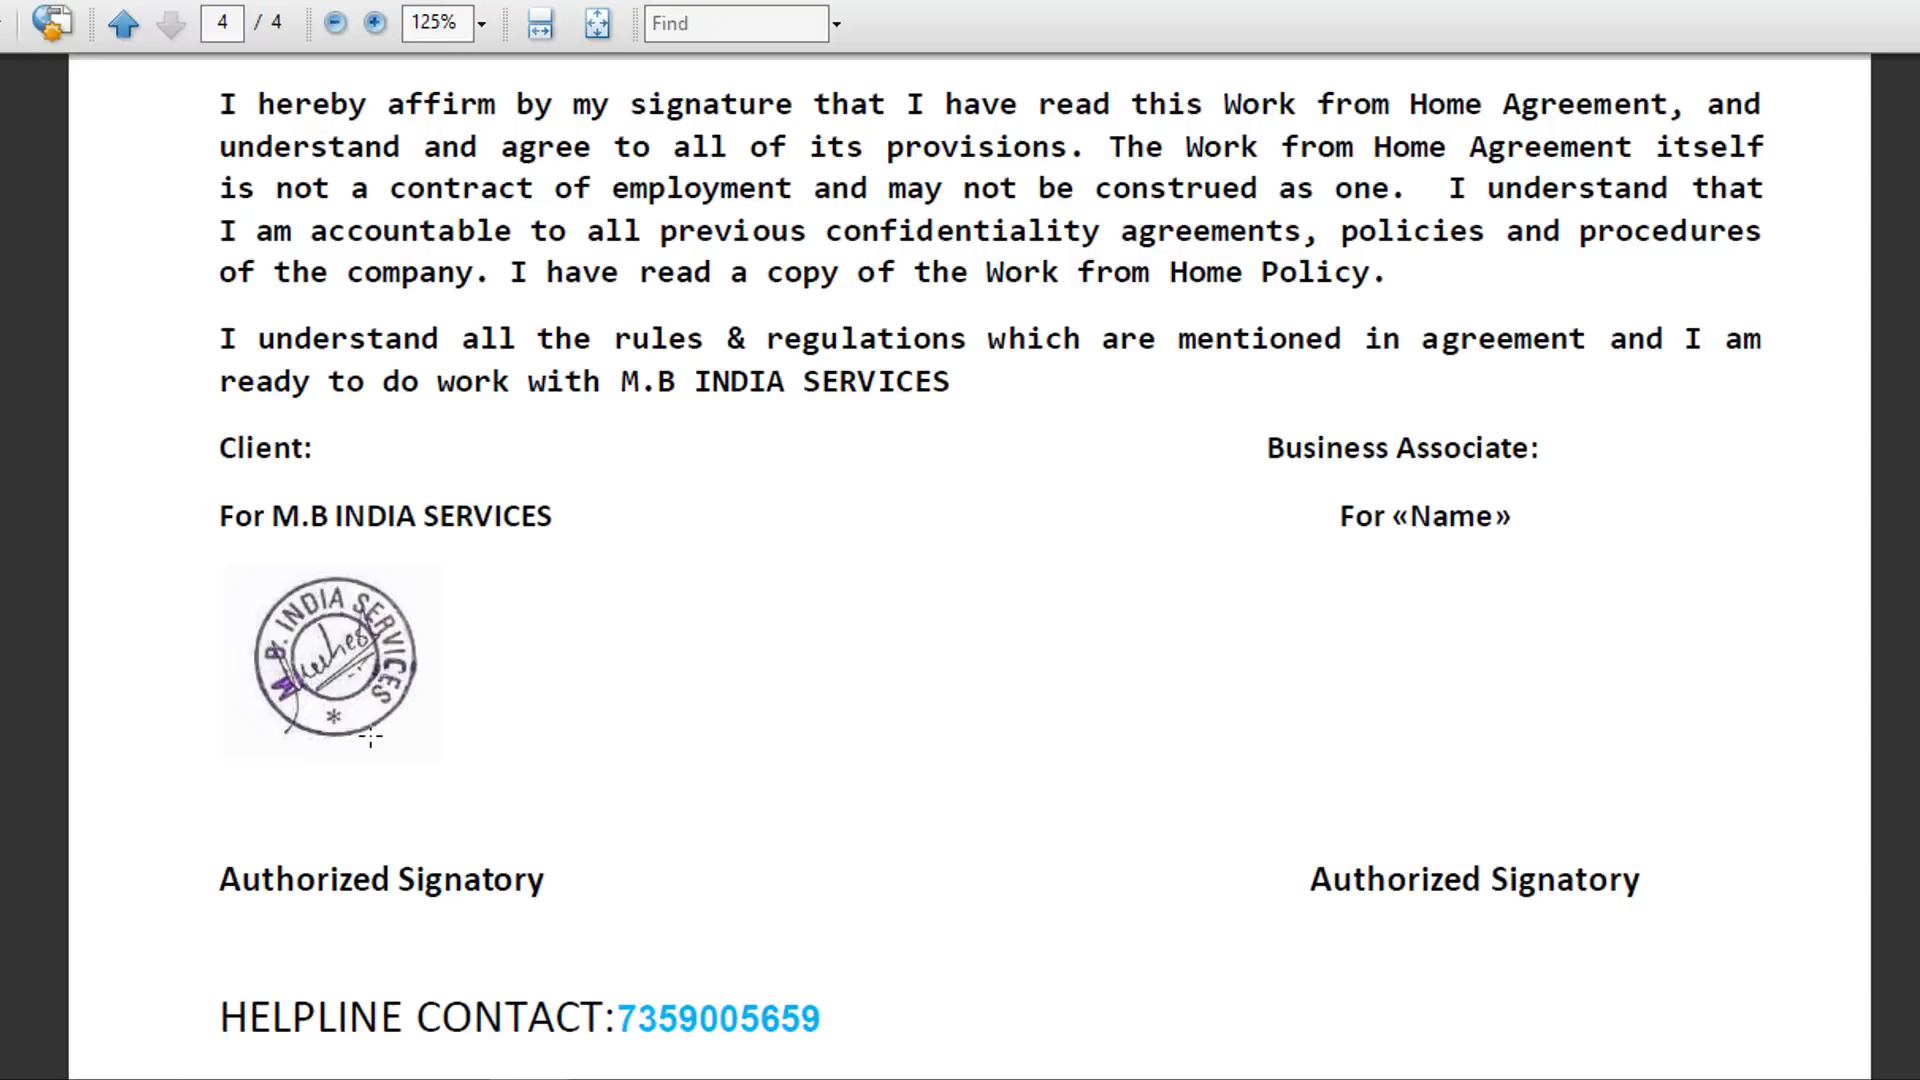 4 / 4 125% Find
I hereby affirm by my signature that I have read this Work from Home Agreement, and
understand and agree to all of its provisions. The Work from Home Agreement itself
is not a contract of employment and may not be construed as one. I understand that
I am accountable to all previous confidentiality agreements, policies and procedures
of the company. I have read a copy of the Work from Home Policy.
I understand all the rules & regulations which are mentioned in agreement and I am
ready to do work with M.B INDIA SERVICES
Client: Business Associate:
For M.B INDIA SERVICES For «Name»
M B. INDIA SERVICES *
Authorized Signatory Authorized Signatory
HELPLINE CONTACT:7359005659